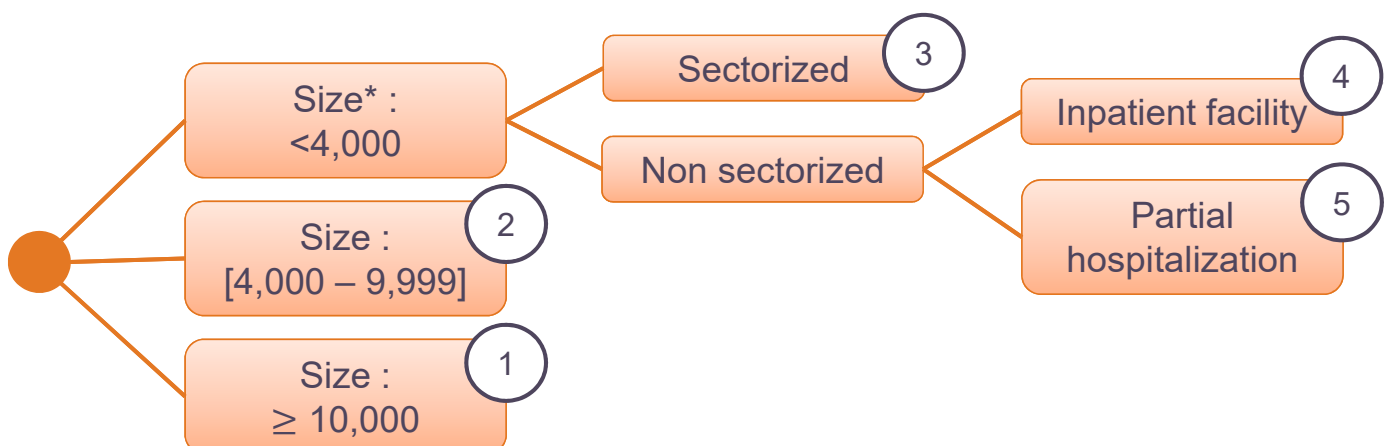 Size* :
<4,000
Sectorized
3
Non sectorized
Inpatient facility
4
Partial
hospitalization
5
Size :
[4,000 – 9,999]
2
Size :
≥ 10,000
1